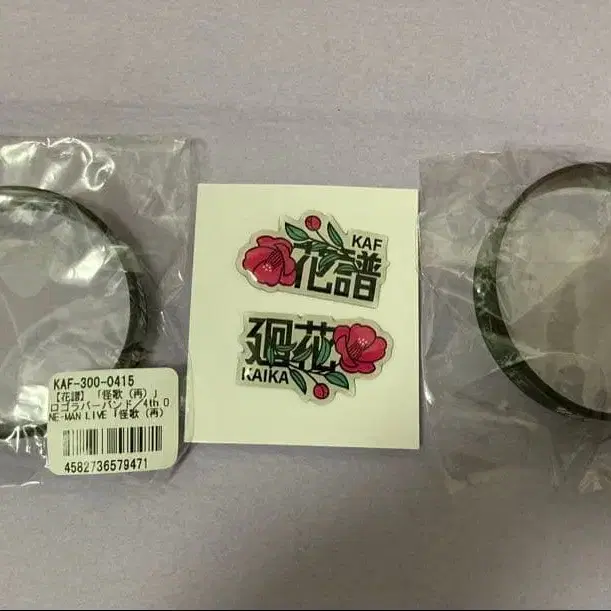 KAF-300-0415
【花譜】 「怪歌(再)」
ロゴラバーバンド/4th O
NE-MAN LIVE「怪歌(再)
4582736579471
KAF
花譜
廻花
KAIKA